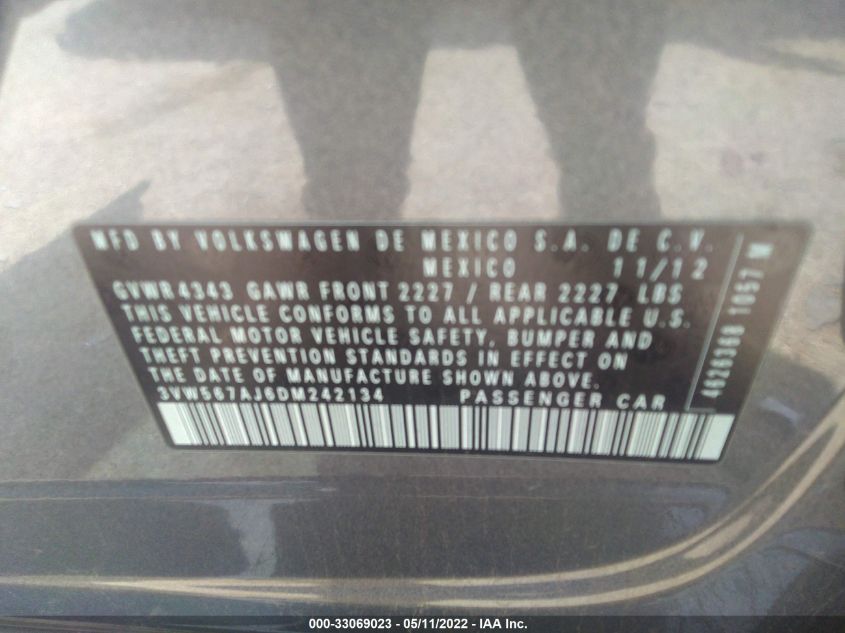 MFD BY VOLKSWAGEN DE MEXICO S.A. DE C.V.
MEXICO 11/12
GVWR 4343 GAWR FRONT 2227 / REAR 2227 LBS
THIS VEHICLE CONFORMS TO ALL APPLICABLE U.S.
FEDERAL MOTOR VEHICLE SAFETY, BUMPER AND
THEFT PREVENTION STANDARDS IN EFFECT ON
THE DATE OF MANUFACTURE SHOWN ABOVE.
3VW567AJ6DM242134 PASSENGER CAR
4626368 1057 M
000-33069023 - 05/11/2022 - IAA Inc.